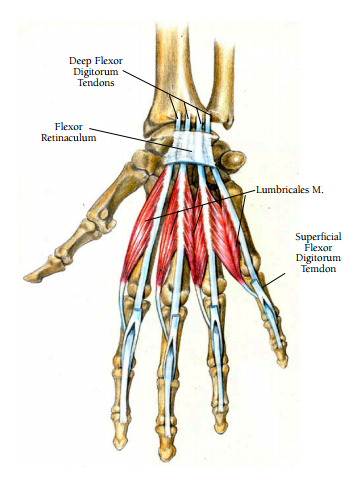 Deep Flexor
Digitorum
Tendons
Flexor
Retinaculum
Lumbricales M.
Superficial
Flexor
Digitorum
Temdon